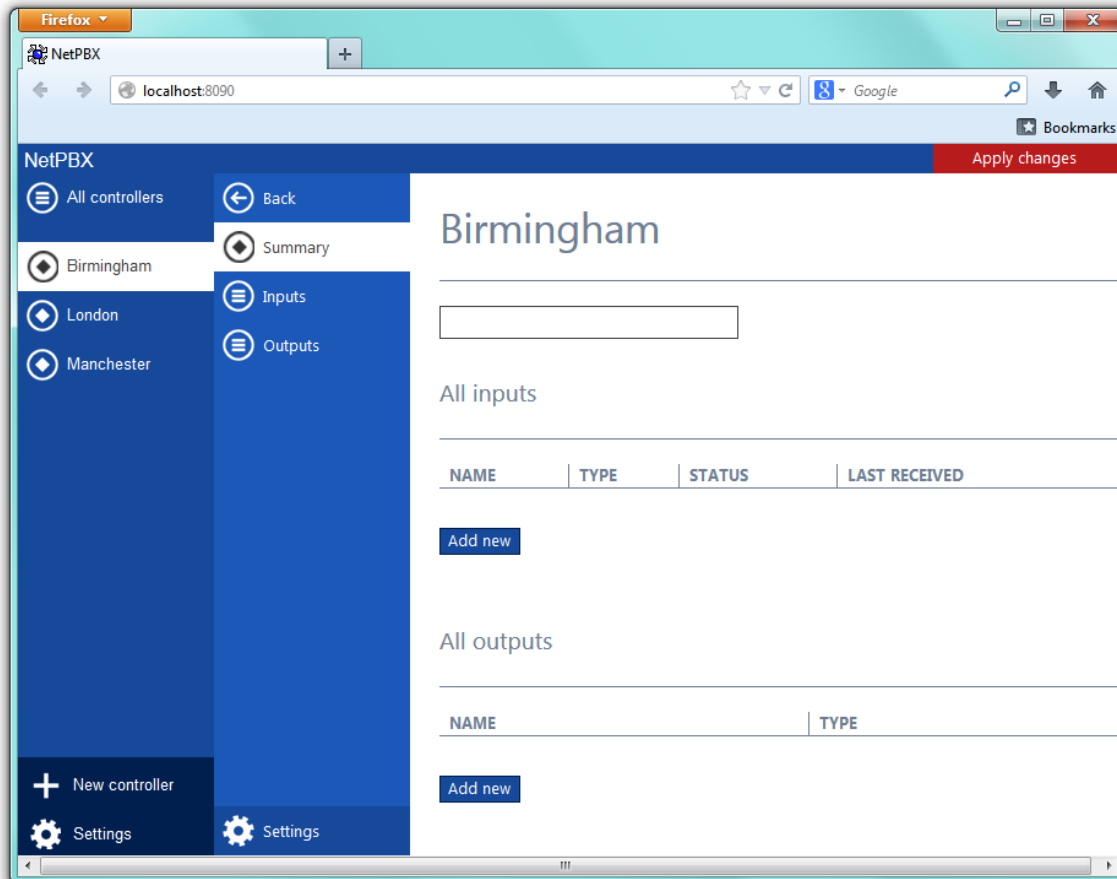 Firefox
NetPBX
localhost:8090
Google
Bookmarks
NetPBX
Apply changes
All controllers
Birmingham
London
Manchester
New controller
Settings
Back
Summary
Inputs
Outputs
Settings
Birmingham
All inputs
NAME TYPE STATUS LAST RECEIVED
Add new
All outputs
NAME TYPE
Add new